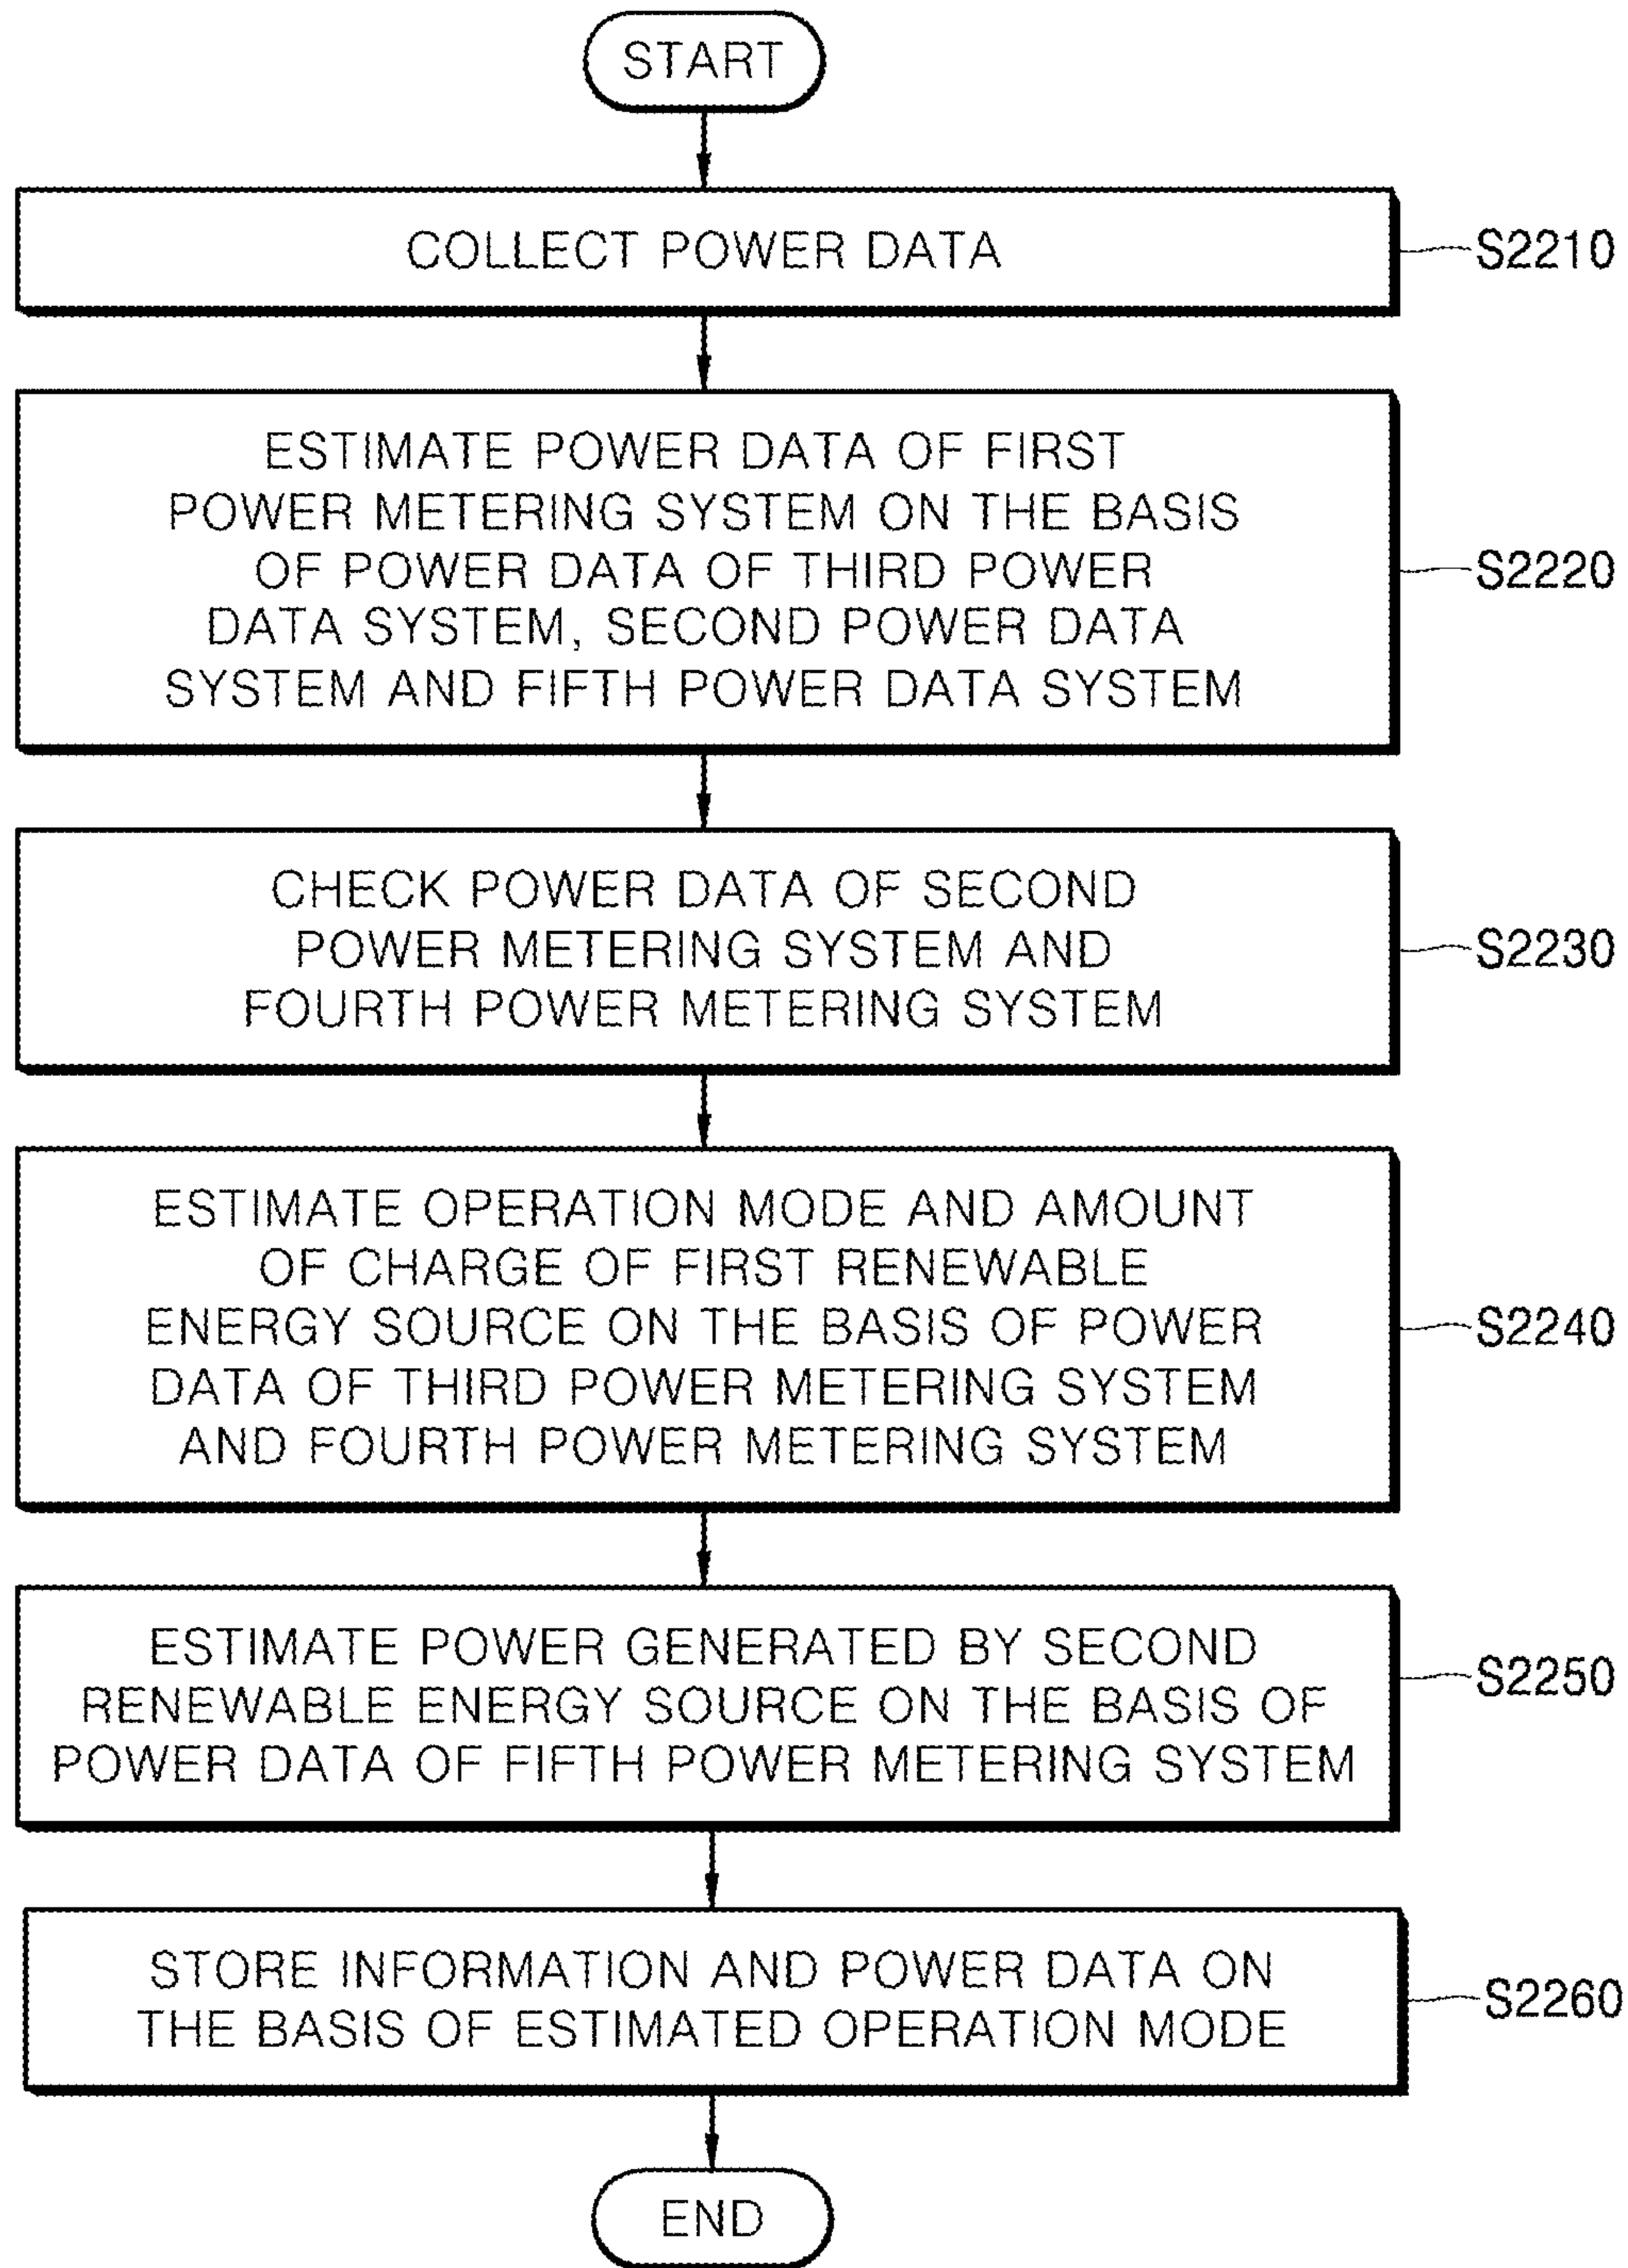 START
COLLECT POWER DATA
S2210
ESTIMATE POWER DATA OF FIRST
POWER METERING SYSTEM ON THE BASIS
OF POWER DATA OF THIRD POWER
DATA SYSTEM, SECOND POWER DATA
SYSTEM AND FIFTH POWER DATA SYSTEM
S2220
CHECK POWER DATA OF SECOND
POWER METERING SYSTEM AND
FOURTH POWER METERING SYSTEM
S2230
ESTIMATE OPERATION MODE AND AMOUNT
OF CHARGE OF FIRST RENEWABLE
ENERGY SOURCE ON THE BASIS OF POWER
DATA OF THIRD POWER METERING SYSTEM
AND FOURTH POWER METERING SYSTEM
S2240
ESTIMATE POWER GENERATED BY SECOND
RENEWABLE ENERGY SOURCE ON THE BASIS OF
POWER DATA OF FIFTH POWER METERING SYSTEM
S2250
STORE INFORMATION AND POWER DATA ON
THE BASIS OF ESTIMATED OPERATION MODE
S2260
END